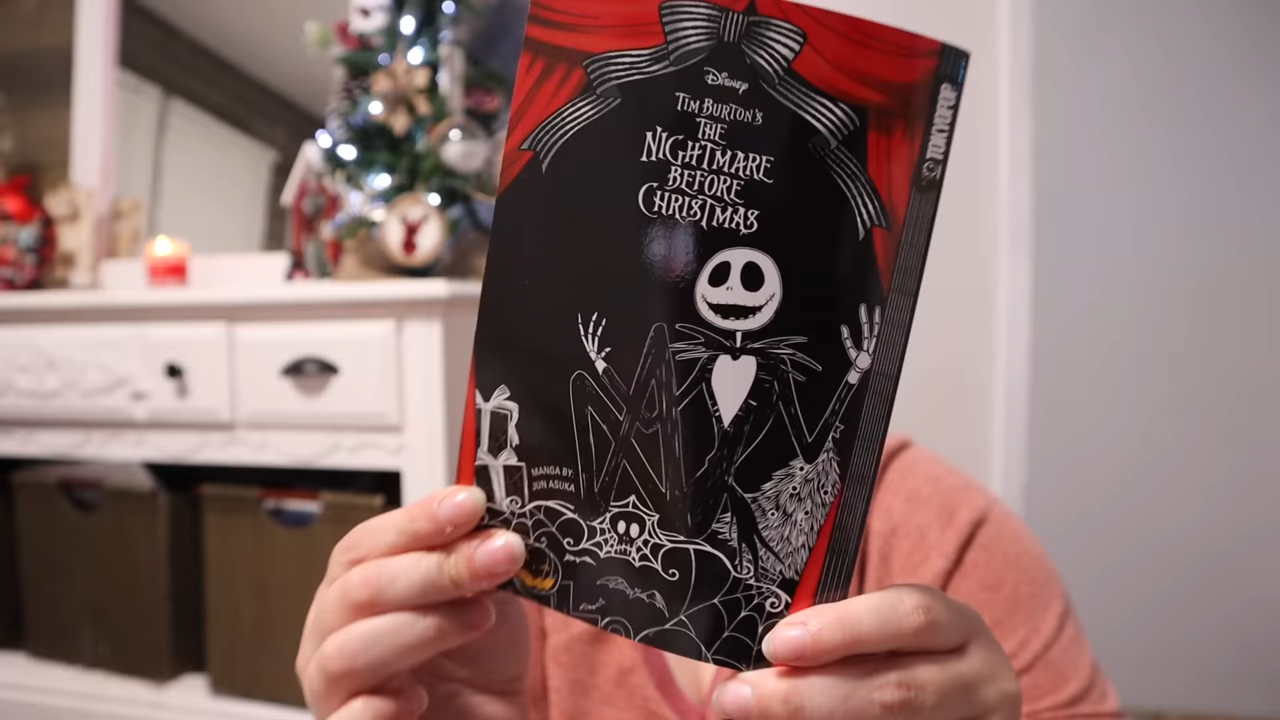 Disney
TIM BURTON'S
THE
NIGHTMARE
BEFORE
CHRISTMAS
MANGA BY:
JUN ASUKA
TOKYOPOP